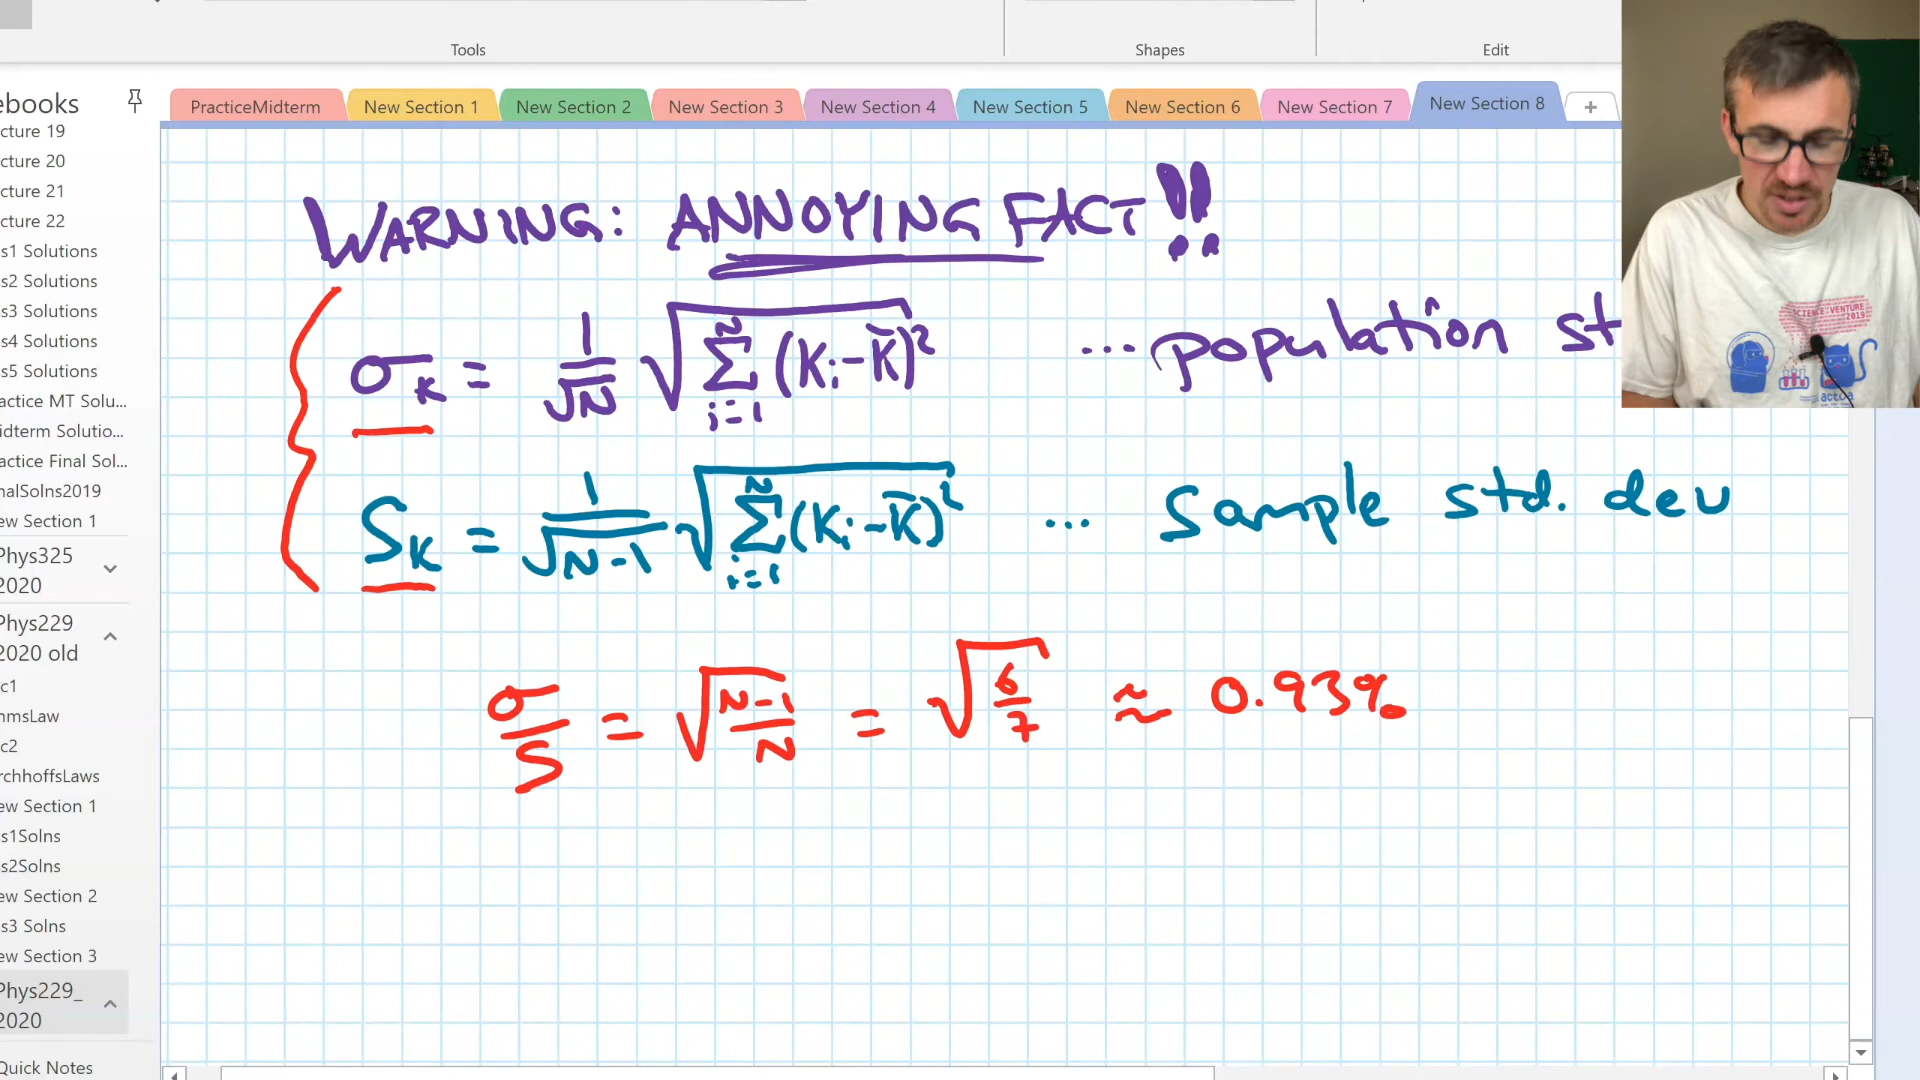 Tools Shapes Edit
ebooks
PracticeMidterm New Section 1 New Section 2 New Section 3 New Section 4 New Section 5 New Section 6 New Section 7 New Section 8 +
cture 19
cture 20
cture 21
cture 22
s1 Solutions
s2 Solutions
s3 Solutions
s4 Solutions
s5 Solutions
actice MT Solu...
idterm Solutio...
actice Final Sol...
nalSolns2019
ew Section 1
Phys325
2020
Phys229
2020 old
c1
hmsLaw
c2
rchhoffsLaws
ew Section 1
s1Solns
s2Solns
ew Section 2
s3 Solns
ew Section 3
Phys229_
2020
Quick Notes
WARNING: ANNOYING FACT!!
σ_K = 1/√N √(∑_{i=1}^{N} (K_i - K̄)²) ... population st
S_K = 1/√(N-1) √(∑_{i=1}^{N} (K_i - K̄)²) ... Sample std. dev
σ/S = √((N-1)/N) = √(6/7) ≈ 0.93%
SCIENCE VENTURE
2019